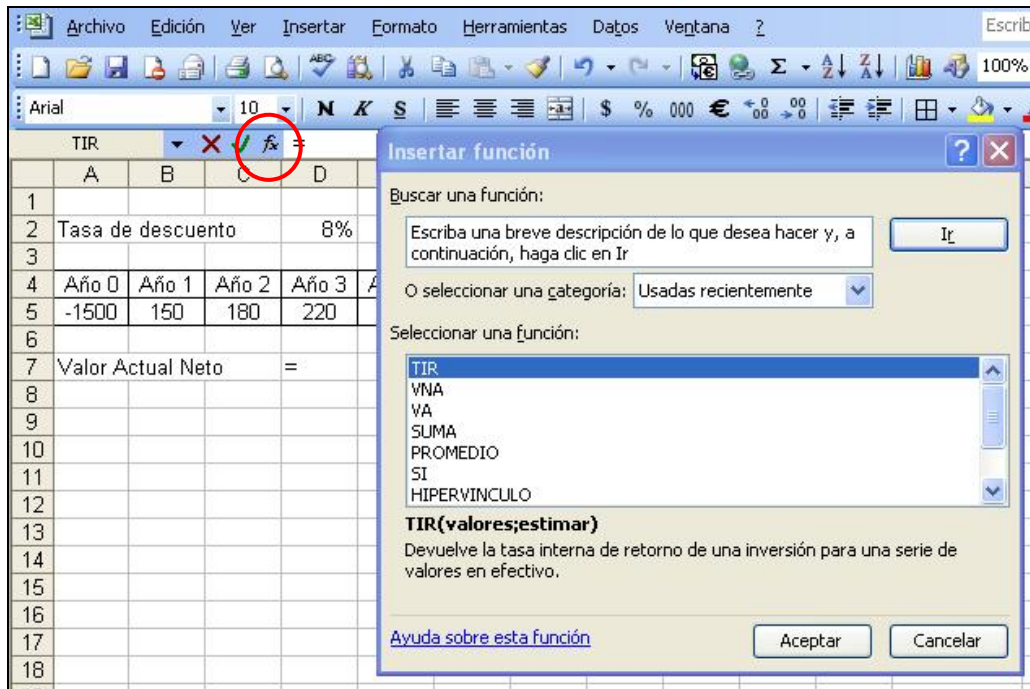 Archivo Edición Ver Insertar Formato Herramientas Datos Ventana ? Escrib
100%
Arial 10 N K S $ % 000 €
TIR fx =
A B C D
1
2 Tasa de descuento 8%
3
4 Año 0 Año 1 Año 2 Año 3
5 -1500 150 180 220
6
7 Valor Actual Neto =
8
9
10
11
12
13
14
15
16
17
18
Insertar función
Buscar una función:
Escriba una breve descripción de lo que desea hacer y, a
continuación, haga clic en Ir
Ir
O seleccionar una categoría: Usadas recientemente
Seleccionar una función:
TIR
VNA
VA
SUMA
PROMEDIO
SI
HIPERVINCULO
TIR(valores;estimar)
Devuelve la tasa interna de retorno de una inversión para una serie de
valores en efectivo.
Ayuda sobre esta función
Aceptar Cancelar